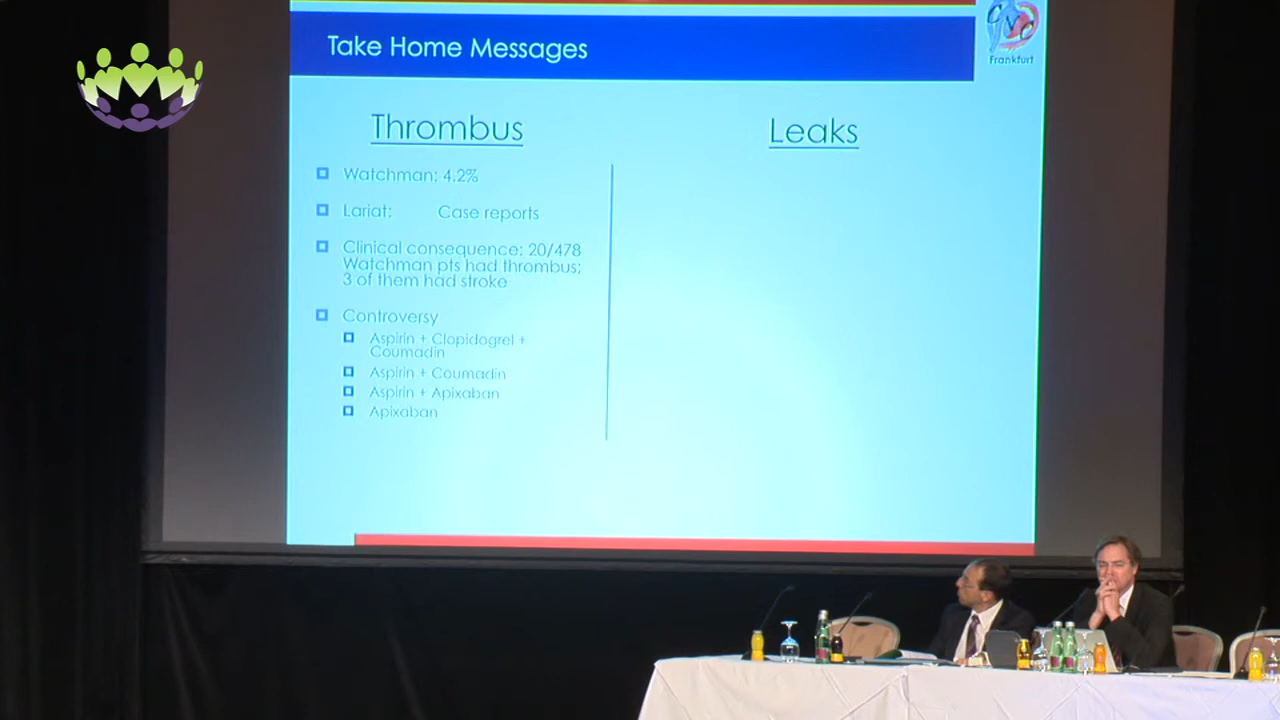 Take Home Messages
Frankfurt
Thrombus
Watchman: 4.2%
Lariat: Case reports
Clinical consequence: 20/478
Watchman pts had thrombus;
3 of them had stroke
Controversy
Aspirin + Clopidogrel +
Coumadin
Aspirin + Coumadin
Aspirin + Apixaban
Apixaban
Leaks